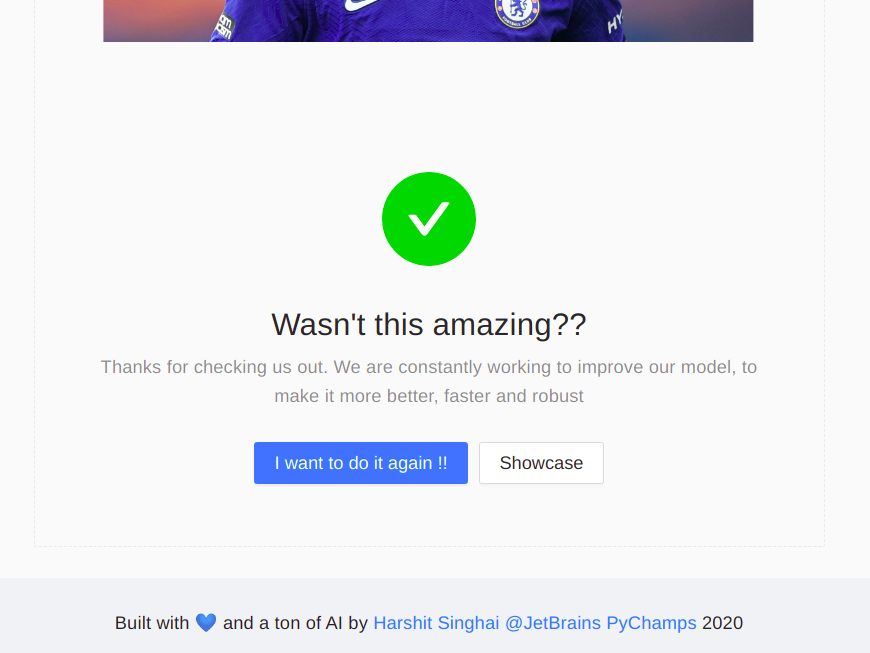 Wasn't this amazing??
Thanks for checking us out. We are constantly working to improve our model, to
make it more better, faster and robust
I want to do it again !!
Showcase
Built with 💙 and a ton of AI by Harshit Singhai @JetBrains PyChamps 2020